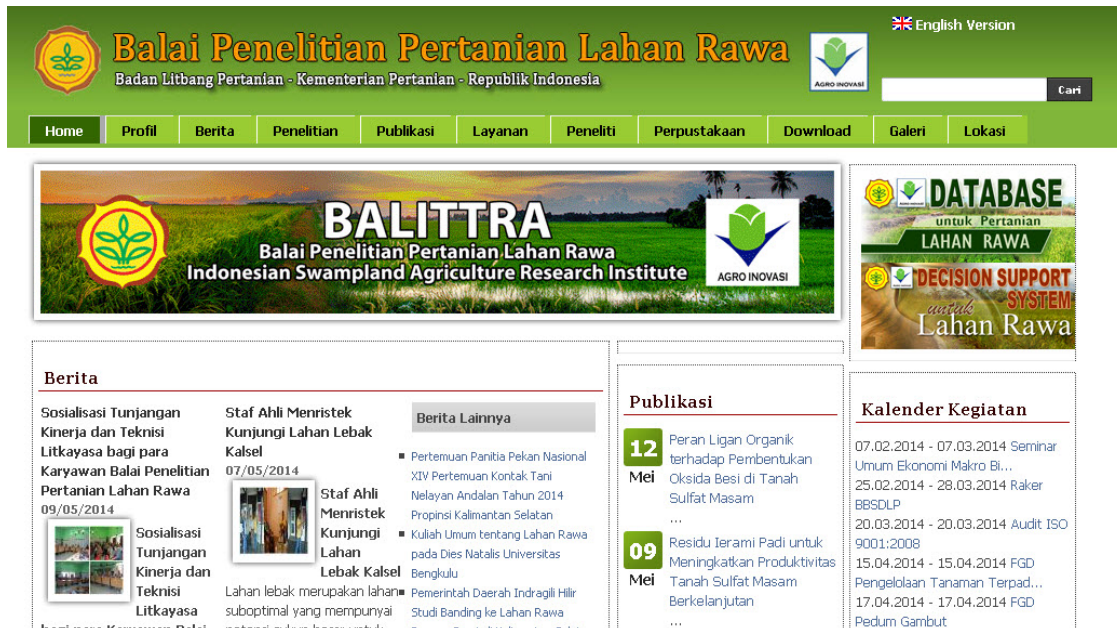 English Version
Balai Penelitian Pertanian Lahan Rawa
Badan Litbang Pertanian - Kementerian Pertanian - Republik Indonesia
AGRO INOVASI
Cari
Home Profil Berita Penelitian Publikasi Layanan Peneliti Perpustakaan Download Galeri Lokasi
BALITTRA
Balai Penelitian Pertanian Lahan Rawa
Indonesian Swampland Agriculture Research Institute
AGRO INOVASI
DATABASE
untuk Pertanian
LAHAN RAWA
DECISION SUPPORT
SYSTEM
untuk
Lahan Rawa
Berita
Sosialisasi Tunjangan
Kinerja dan Teknisi
Litkayasa bagi para
Karyawan Balai Penelitian
Pertanian Lahan Rawa
09/05/2014
Sosialisasi
Tunjangan
Kinerja dan
Teknisi
Litkayasa
Staf Ahli Menristek
Kunjungi Lahan Lebak
Kalsel
07/05/2014
Staf Ahli
Menristek
Kunjungi
Lahan
Lebak Kalsel
Lahan lebak merupakan lahan
suboptimal yang mempunyai
Berita Lainnya
Pertemuan Panitia Pekan Nasional
XIV Pertemuan Kontak Tani
Nelayan Andalan Tahun 2014
Propinsi Kalimantan Selatan
Kuliah Umum tentang Lahan Rawa
pada Dies Natalis Universitas
Bengkulu
Pemerintah Daerah Indragili Hilir
Studi Banding ke Lahan Rawa
Publikasi
12
Mei
Peran Ligan Organik
terhadap Pembentukan
Oksida Besi di Tanah
Sulfat Masam
...
09
Mei
Residu Ierami Padi untuk
Meningkatkan Produktivitas
Tanah Sulfat Masam
Berkelanjutan
...
Kalender Kegiatan
07.02.2014 - 07.03.2014 Seminar
Umum Ekonomi Makro Bi...
25.02.2014 - 28.03.2014 Raker
BBSDLP
20.03.2014 - 20.03.2014 Audit ISO
9001:2008
15.04.2014 - 15.04.2014 FGD
Pengelolaan Tanaman Terpad...
17.04.2014 - 17.04.2014 FGD
Pedum Gambut